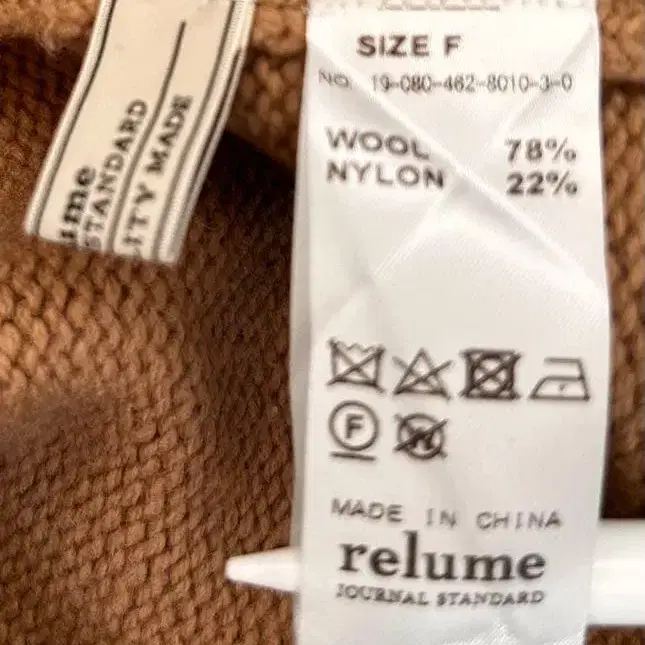 SIZE F
NO. 19-080-462-8010-3-0
WOOL 78%
NYLON 22%
F
W
MADE IN CHINA
relume
JOURNAL STANDARD
ume
STANDARD
ITY MADE